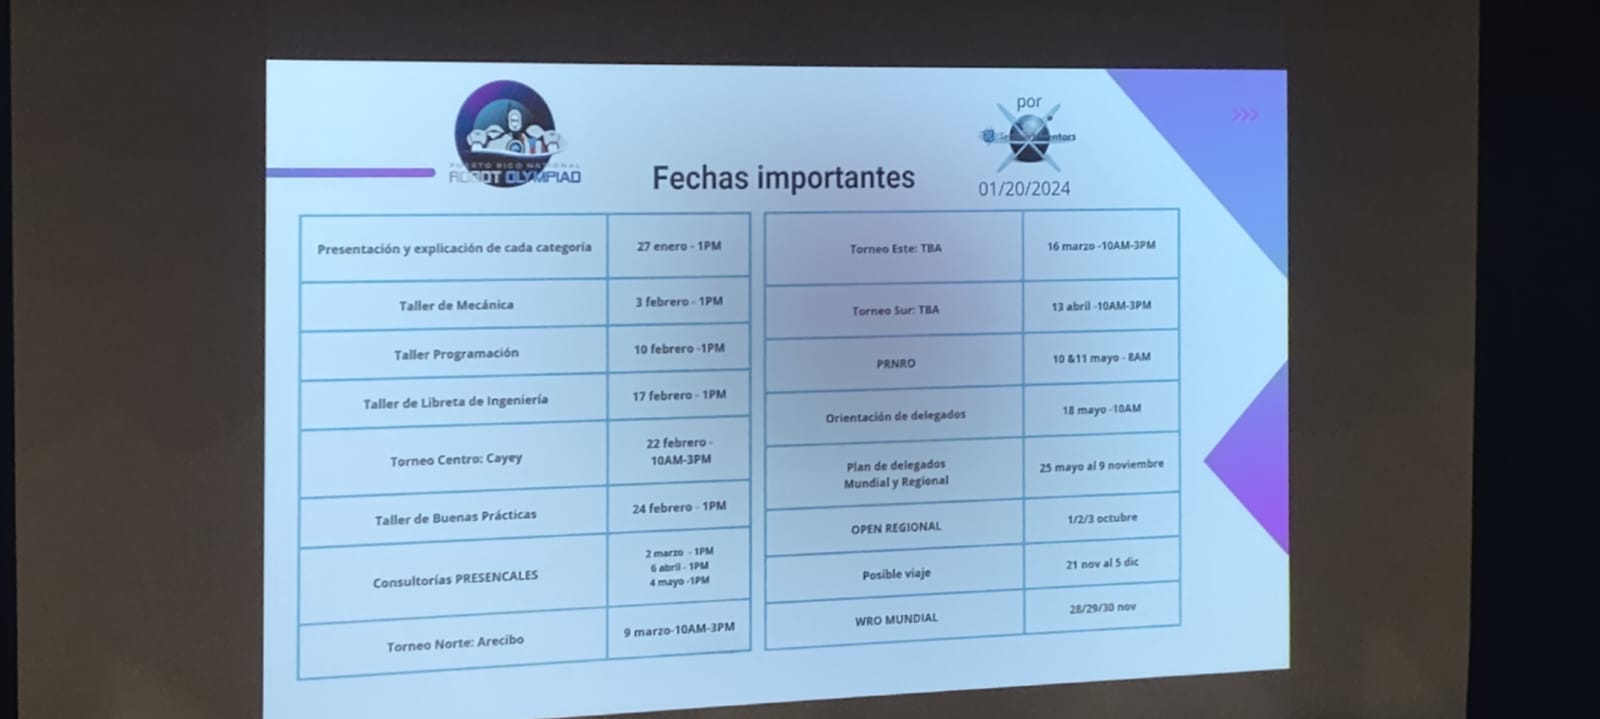 PUERTO RICO NATIONAL
ROBOT OLYMPIAD
Fechas importantes
por
01/20/2024
Presentación y explicación de cada categoría
27 enero - 1PM
Taller de Mecánica
3 febrero - 1PM
Taller Programación
10 febrero -1PM
Taller de Libreta de Ingeniería
17 febrero - 1PM
Torneo Centro: Cayey
22 febrero -
10AM-3PM
Taller de Buenas Prácticas
24 febrero - 1PM
Consultorías PRESENCALES
2 marzo - 1PM
6 abril - 1PM
4 mayo -1PM
Torneo Norte: Arecibo
9 marzo-10AM-3PM
Torneo Este: TBA
16 marzo -10AM-3PM
Torneo Sur: TBA
13 abril -10AM-3PM
PRNRO
10 &11 mayo - 8AM
Orientación de delegados
18 mayo -10AM
Plan de delegados
Mundial y Regional
25 mayo al 9 noviembre
OPEN REGIONAL
1/2/3 octubre
Posible viaje
21 nov al 5 dic
WRO MUNDIAL
28/29/30 nov